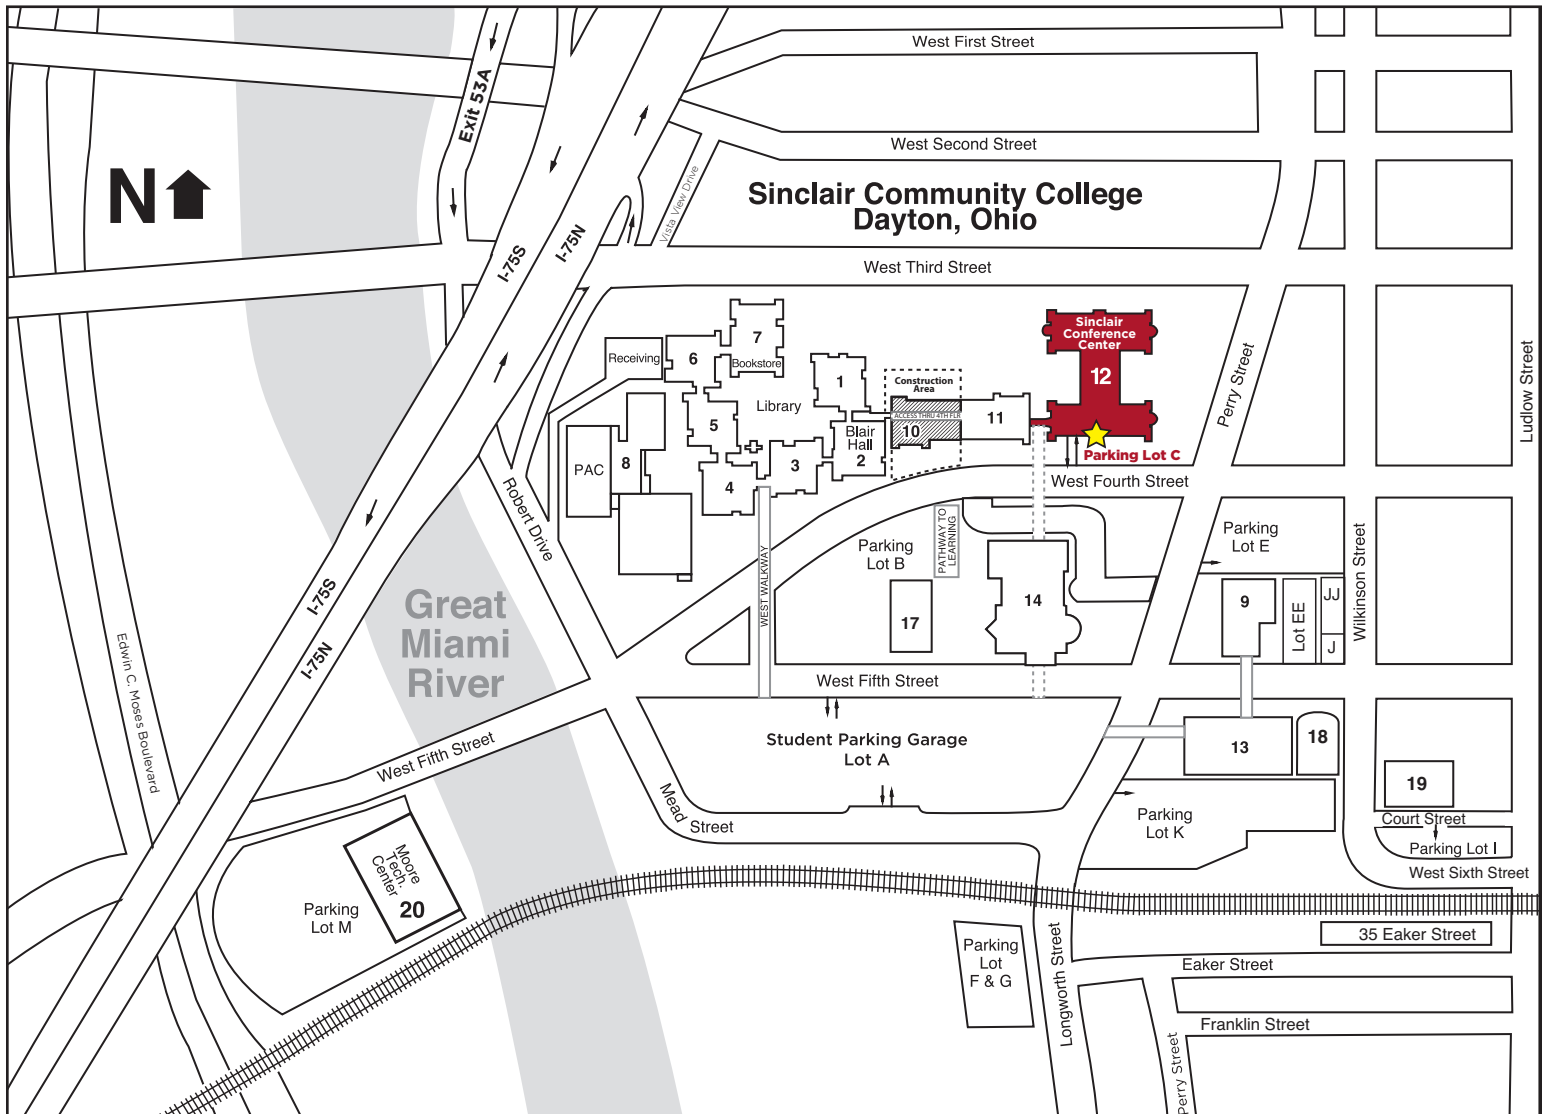 West First Street
Exit 53A
West Second Street
N
Vista View Drive
Sinclair Community College
Dayton, Ohio
I-75S
I-75N
West Third Street
Sinclair
Conference
Center
12
7
Bookstore
6
Receiving
1
Construction
Area
ACCESS THRU 4TH FLR
10
11
Library
5
Blair
Hall
2
3
4
PAC
8
Parking Lot C
West Fourth Street
Perry Street
Ludlow Street
Robert Drive
Parking
Lot B
PATHWAY TO
LEARNING
Parking
Lot E
Wilkinson Street
WEST WALKWAY
I-75S
I-75N
Great
Miami
River
Edwin C. Moses Boulevard
17
14
9
Lot EE
JJ
J
West Fifth Street
West Fifth Street
Student Parking Garage
Lot A
13
18
19
Mead
Street
Parking
Lot K
Court Street
Parking Lot I
West Sixth Street
Moore
Tech.
Center
20
Parking
Lot M
35 Eaker Street
Parking
Lot
F & G
Longworth Street
Eaker Street
Franklin Street
Perry Street